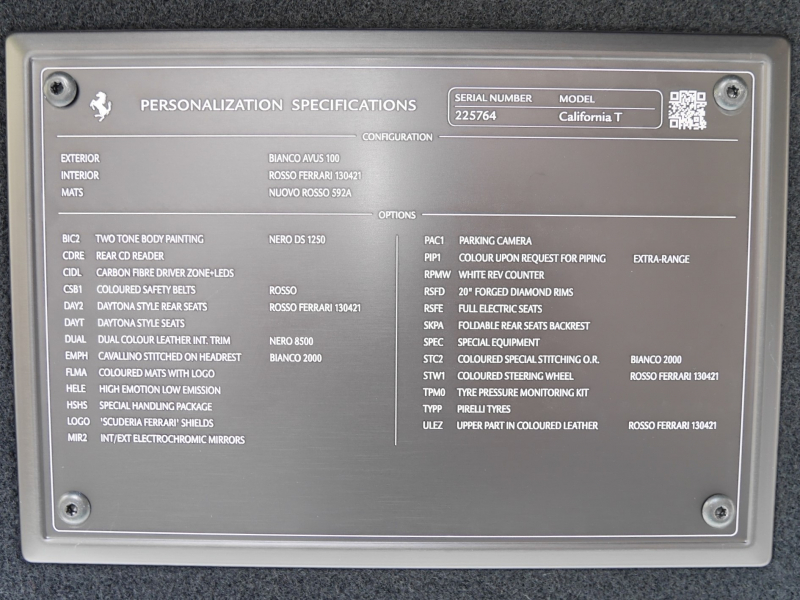 PERSONALIZATION SPECIFICATIONS
SERIAL NUMBER MODEL
225764 California T
CONFIGURATION
EXTERIOR BIANCO AVUS 100
INTERIOR ROSSO FERRARI 130421
MATS NUOVO ROSSO 592A
OPTIONS
BIC2 TWO TONE BODY PAINTING NERO DS 1250
CDRE REAR CD READER
CIDL CARBON FIBRE DRIVER ZONE+LEDS
CSB1 COLOURED SAFETY BELTS ROSSO
DAY2 DAYTONA STYLE REAR SEATS ROSSO FERRARI 130421
DAYT DAYTONA STYLE SEATS
DUAL DUAL COLOUR LEATHER INT. TRIM NERO 8500
EMPH CAVALLINO STITCHED ON HEADREST BIANCO 2000
FLMA COLOURED MATS WITH LOGO
HELE HIGH EMOTION LOW EMISSION
HSHS SPECIAL HANDLING PACKAGE
LOGO 'SCUDERIA FERRARI' SHIELDS
MIR2 INT/EXT ELECTROCHROMIC MIRRORS
PAC1 PARKING CAMERA
PIP1 COLOUR UPON REQUEST FOR PIPING EXTRA-RANGE
RPMW WHITE REV COUNTER
RSFD 20" FORGED DIAMOND RIMS
RSFE FULL ELECTRIC SEATS
SKPA FOLDABLE REAR SEATS BACKREST
SPEC SPECIAL EQUIPMENT
STC2 COLOURED SPECIAL STITCHING O.R. BIANCO 2000
STW1 COLOURED STEERING WHEEL ROSSO FERRARI 130421
TPM0 TYRE PRESSURE MONITORING KIT
TYPP PIRELLI TYRES
ULEZ UPPER PART IN COLOURED LEATHER ROSSO FERRARI 130421